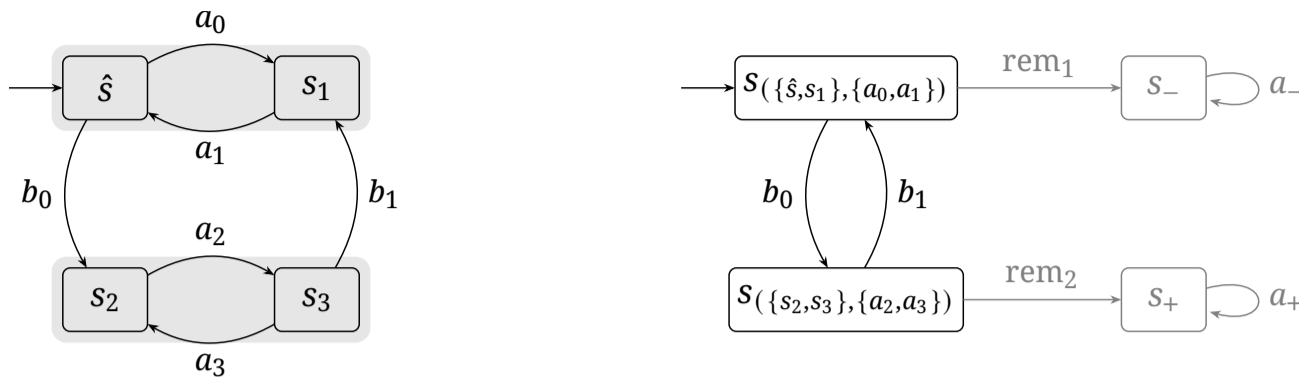 a₀
ŝ
s₁
a₁
b₀
b₁
a₂
s₂
s₃
a₃
s₍{ŝ,s₁},{a₀,a₁}₎
rem₁
s₋
a₋
b₀
b₁
s₍{s₂,s₃},{a₂,a₃}₎
rem₂
s₊
a₊